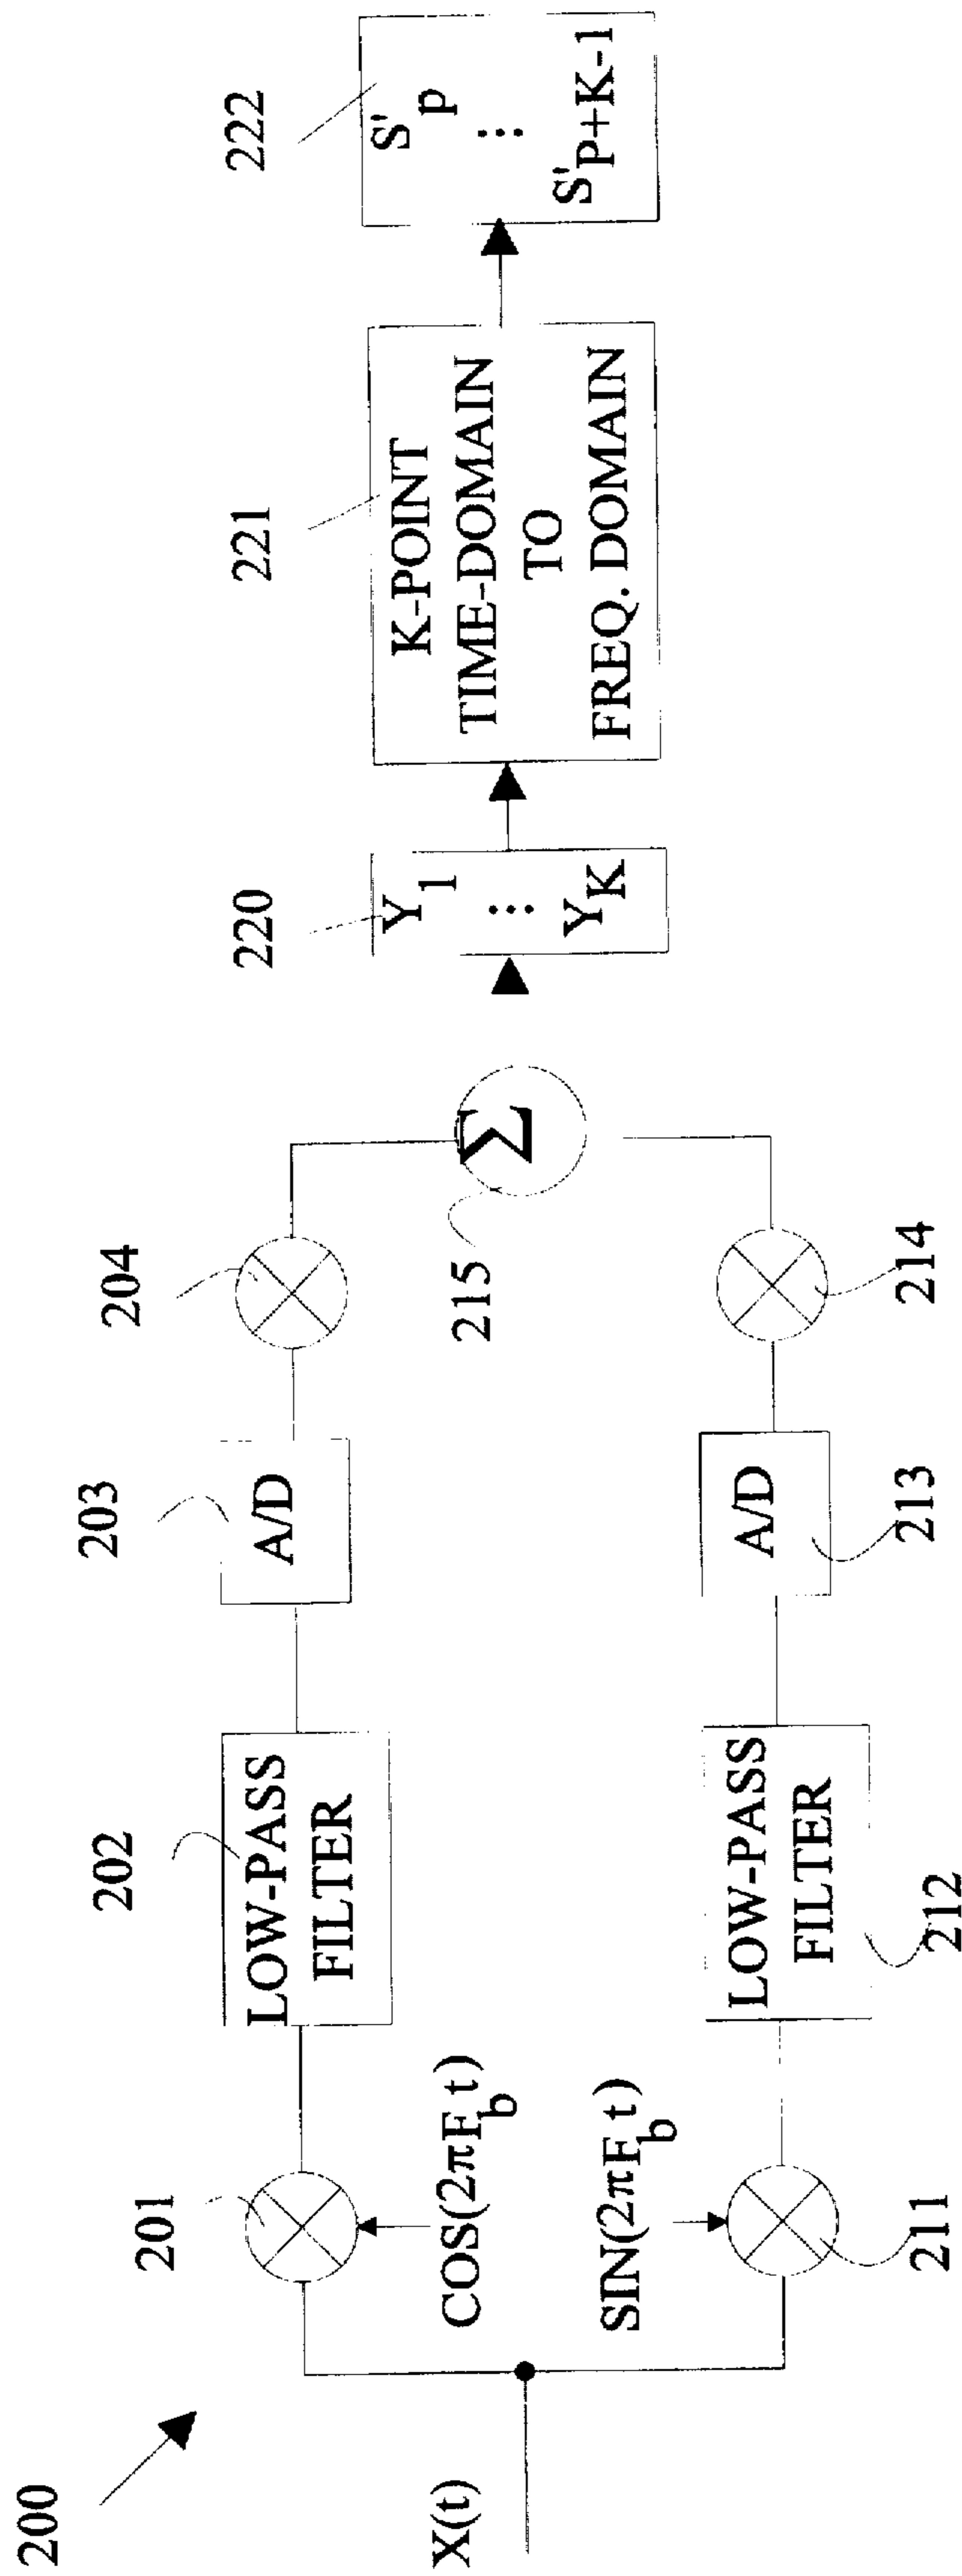 200
X(t)
201
COS(2πF_b t)
202
LOW-PASS
FILTER
203
A/D
204
SIN(2πF_b t)
211
LOW-PASS
FILTER
212
A/D
213
214
215
Σ
220
Y_1
⋮
Y_K
221
K-POINT
TIME-DOMAIN
TO
FREQ. DOMAIN
222
S'_p
⋮
S'_P+K-1